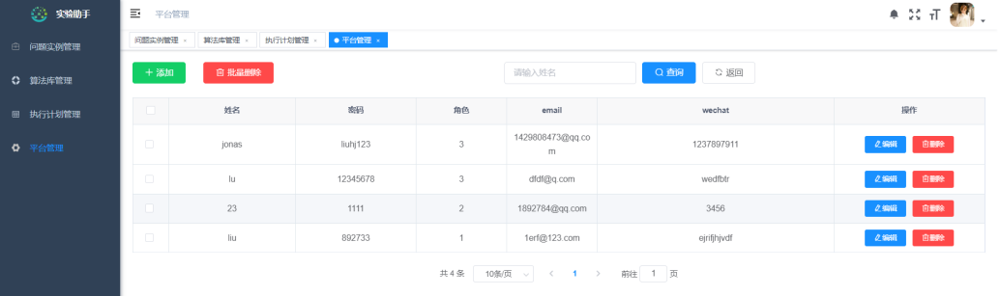 实验助手
平台管理
问题实例管理
算法库管理
执行计划管理
平台管理
问题实例管理 × 算法库管理 × 执行计划管理 × 平台管理 ×
+ 添加 批量删除 请输入姓名 查询 返回
姓名 密码 角色 email wechat 操作
jonas liuhj123 3 1429808473@qq.co
m 1237897911 编辑 删除
lu 12345678 3 dfdf@q.com wedfbtr 编辑 删除
23 1111 2 1892784@qq.com 3456 编辑 删除
liu 892733 1 1erf@123.com ejnfjhjvdf 编辑 删除
共 4 条 10条/页 < 1 > 前往 1 页